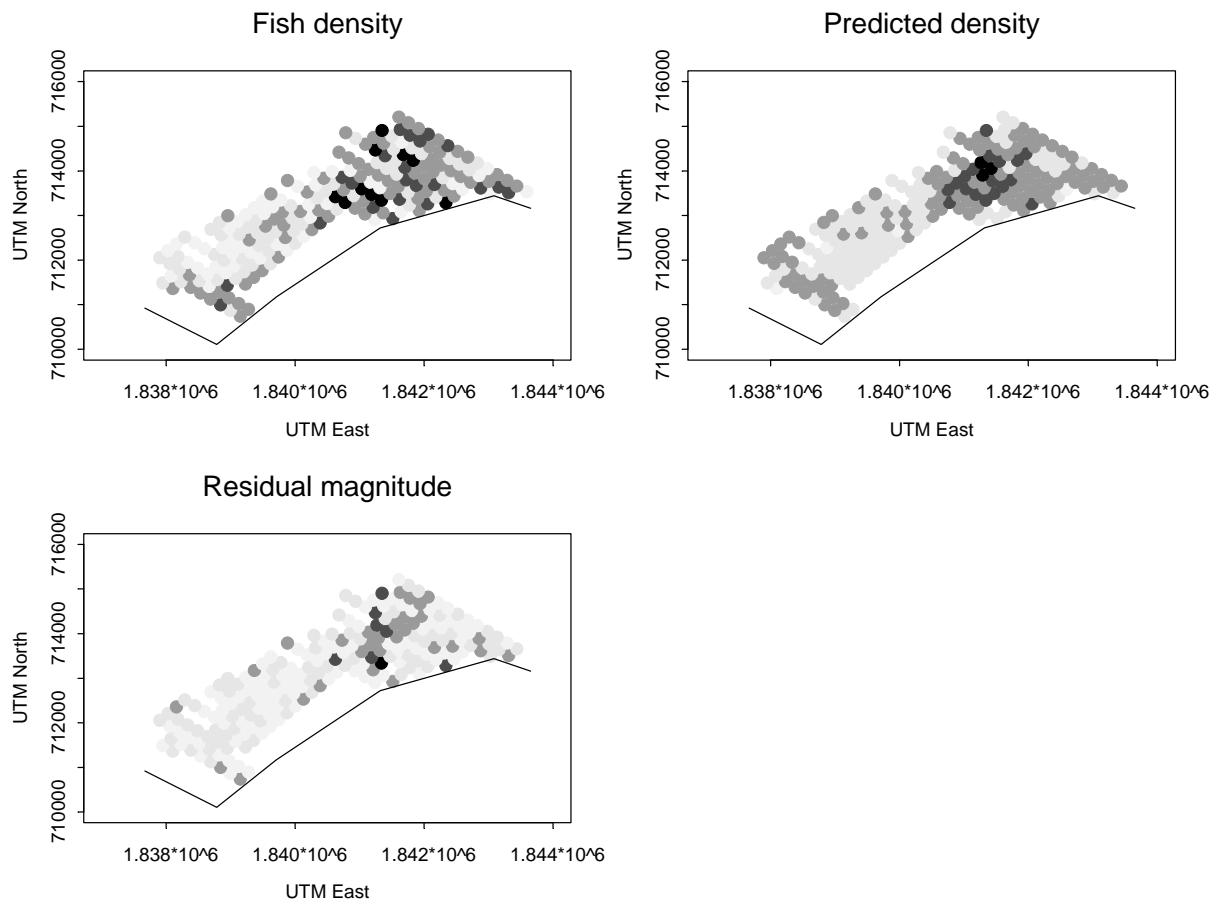 Fish density
716000
714000
712000
710000
UTM North
1.838*10^6 1.840*10^6 1.842*10^6 1.844*10^6
UTM East
Predicted density
716000
714000
712000
710000
UTM North
1.838*10^6 1.840*10^6 1.842*10^6 1.844*10^6
UTM East
Residual magnitude
716000
714000
712000
710000
UTM North
1.838*10^6 1.840*10^6 1.842*10^6 1.844*10^6
UTM East